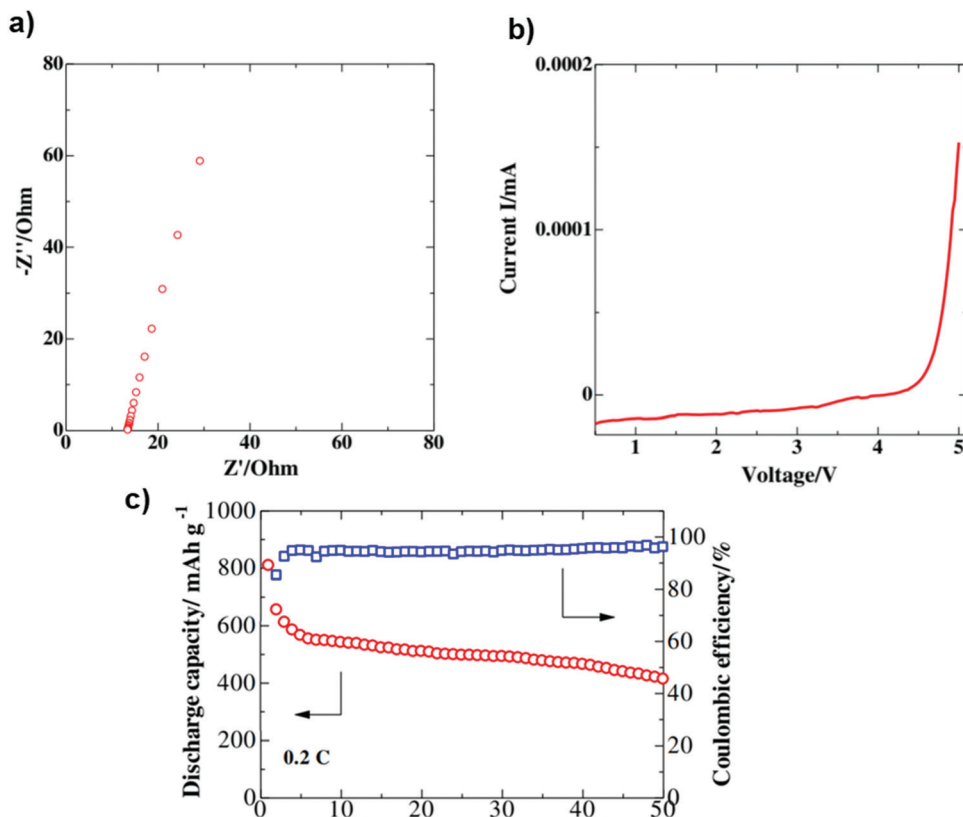 a)
80
60
40
20
0
-Z''/Ohm
0 20 40 60 80
Z'/Ohm
b)
0.0002
0.0001
0
Current I/mA
1 2 3 4 5
Voltage/V
c)
1000
800
600
400
200
0
Discharge capacity/ mAh g-1
100
80
60
40
20
0
Coulombic efficiency/%
0.2 C
0 10 20 30 40 50